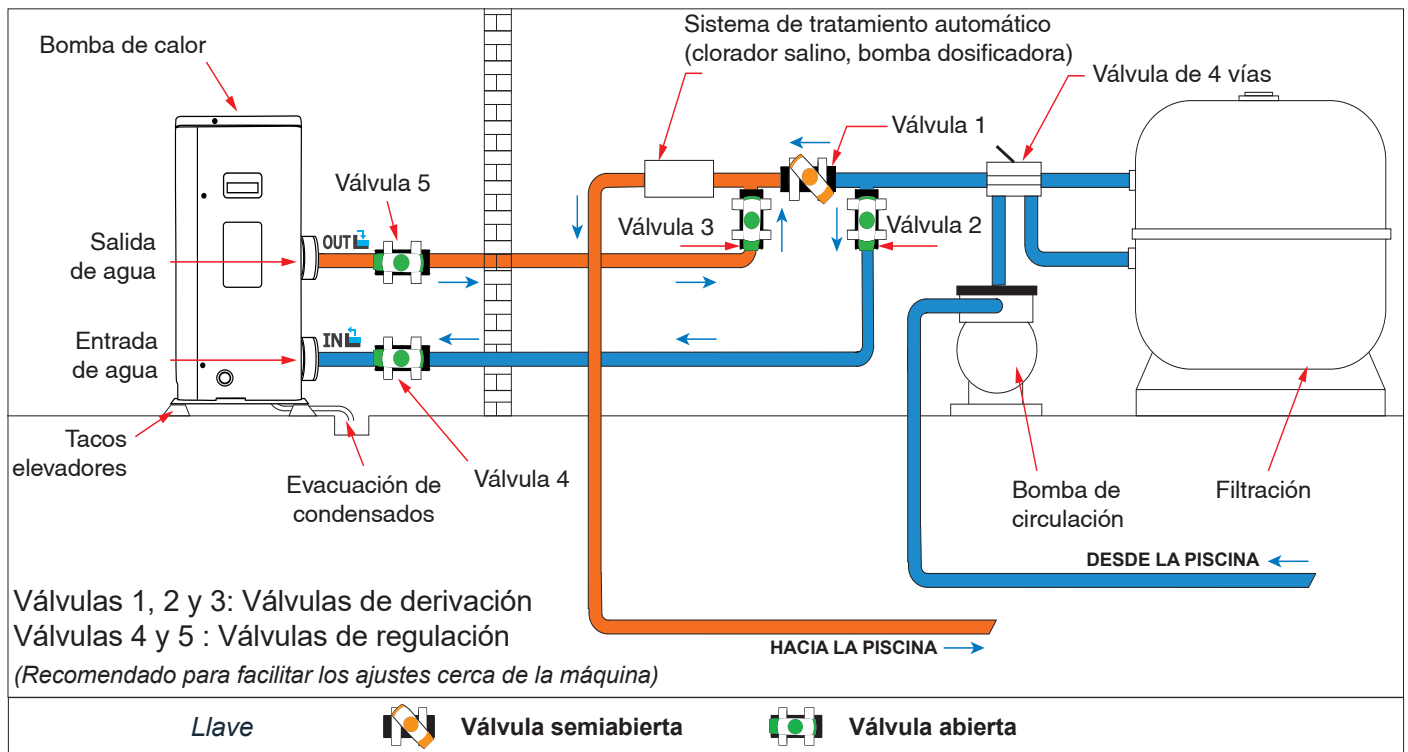 Sistema de tratamiento automático
(clorador salino, bomba dosificadora)
Bomba de calor
Válvula de 4 vías
Válvula 1
Válvula 5
Válvula 3
Válvula 2
Salida
de agua
OUT
Entrada
de agua
IN
Tacos
elevadores
Evacuación de
condensados
Válvula 4
Bomba de
circulación
Filtración
DESDE LA PISCINA
Válvulas 1, 2 y 3: Válvulas de derivación
Válvulas 4 y 5 : Válvulas de regulación
HACIA LA PISCINA
(Recomendado para facilitar los ajustes cerca de la máquina)
Llave
Válvula semiabierta
Válvula abierta